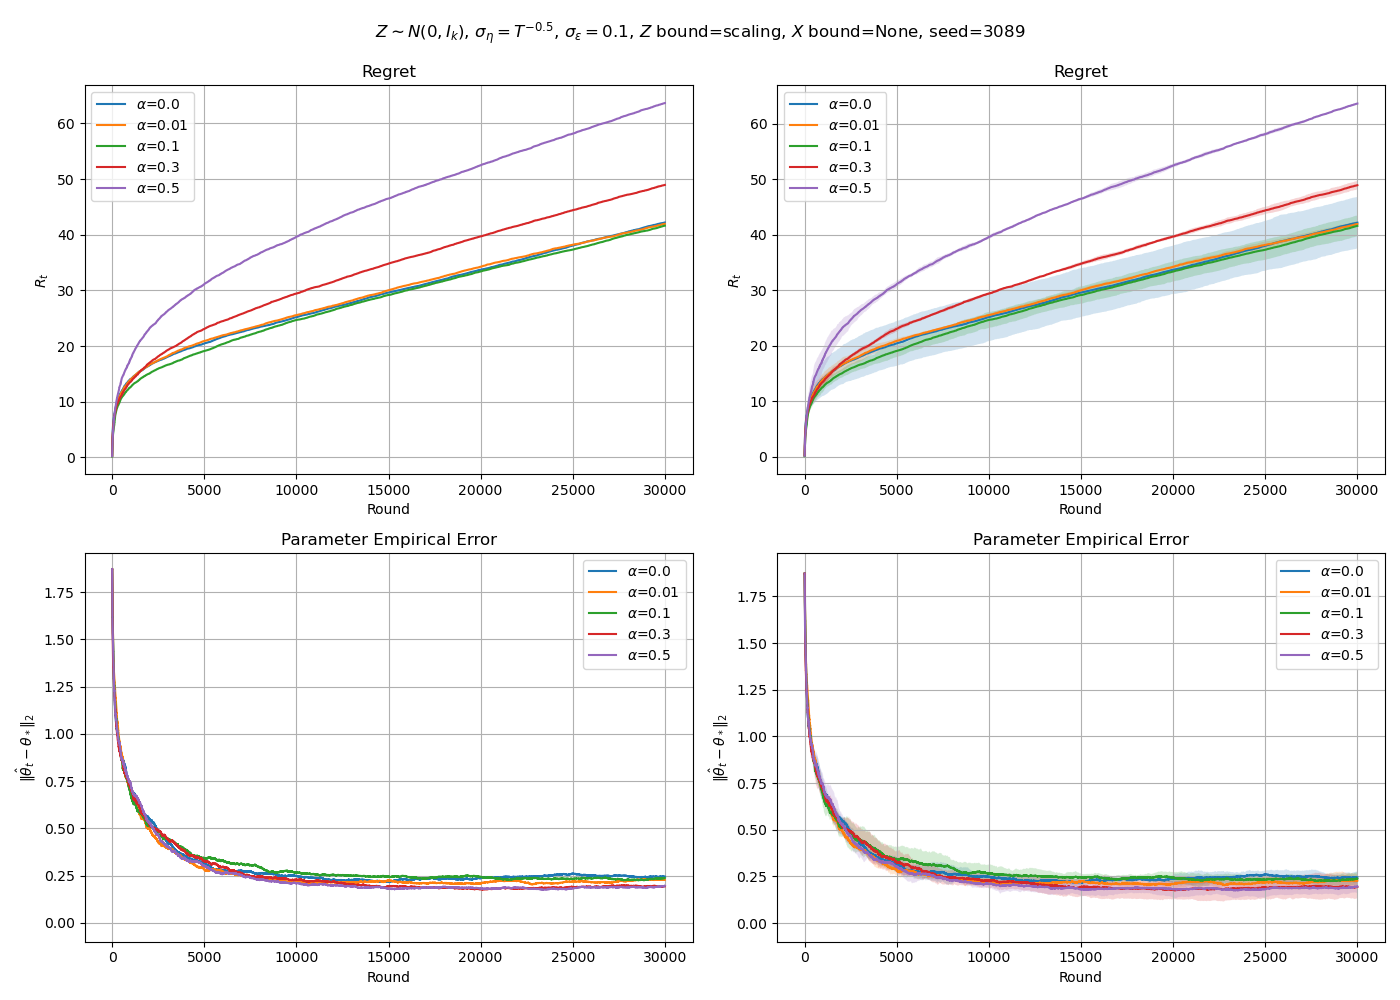 Z ∼ N(0, I_k), σ_η = T^{−0.5}, σ_ε = 0.1, Z bound=scaling, X bound=None, seed=3089
Regret
α=0.0
α=0.01
α=0.1
α=0.3
α=0.5
60
50
40
30
20
10
0
R_t
0 5000 10000 15000 20000 25000 30000
Round
Regret
α=0.0
α=0.01
α=0.1
α=0.3
α=0.5
60
50
40
30
20
10
0
R_t
0 5000 10000 15000 20000 25000 30000
Round
Parameter Empirical Error
α=0.0
α=0.01
α=0.1
α=0.3
α=0.5
1.75
1.50
1.25
1.00
0.75
0.50
0.25
0.00
‖θ̂_t − θ_*‖_2
0 5000 10000 15000 20000 25000 30000
Round
Parameter Empirical Error
α=0.0
α=0.01
α=0.1
α=0.3
α=0.5
1.75
1.50
1.25
1.00
0.75
0.50
0.25
0.00
‖θ̂_t − θ_*‖_2
0 5000 10000 15000 20000 25000 30000
Round